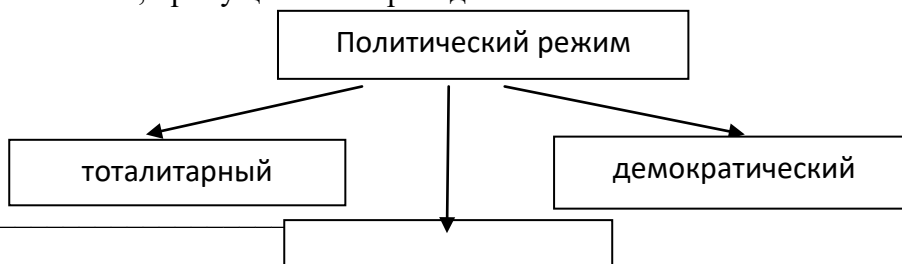 Политический режим
тоталитарный
демократический